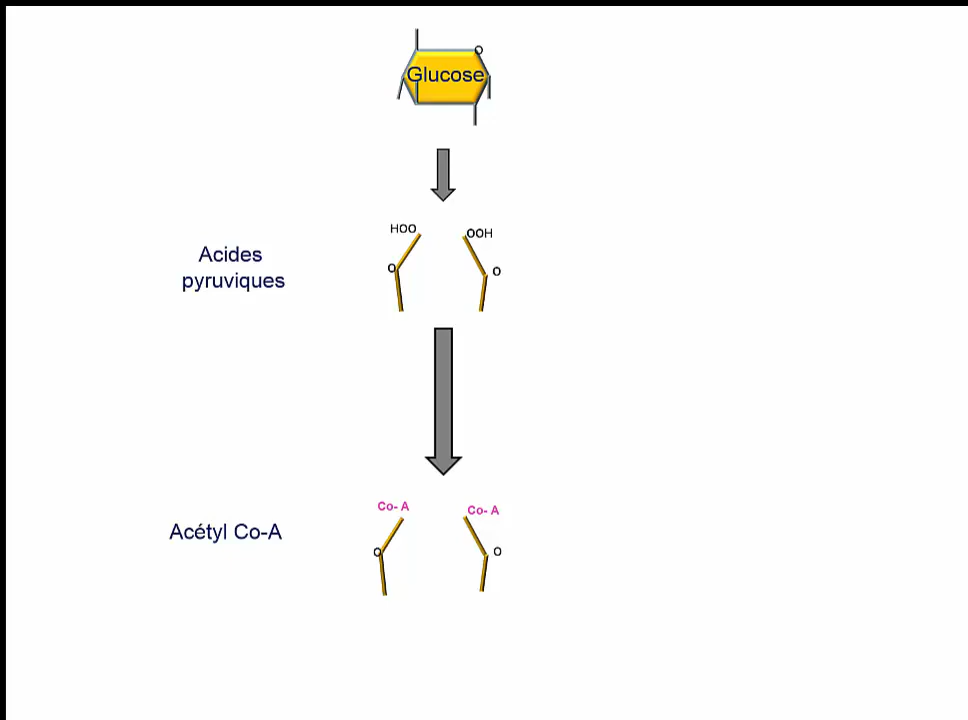 O
Glucose
HOO
OOH
Acides
pyruviques
O
O
Co- A
Co- A
Acétyl Co-A
O
O